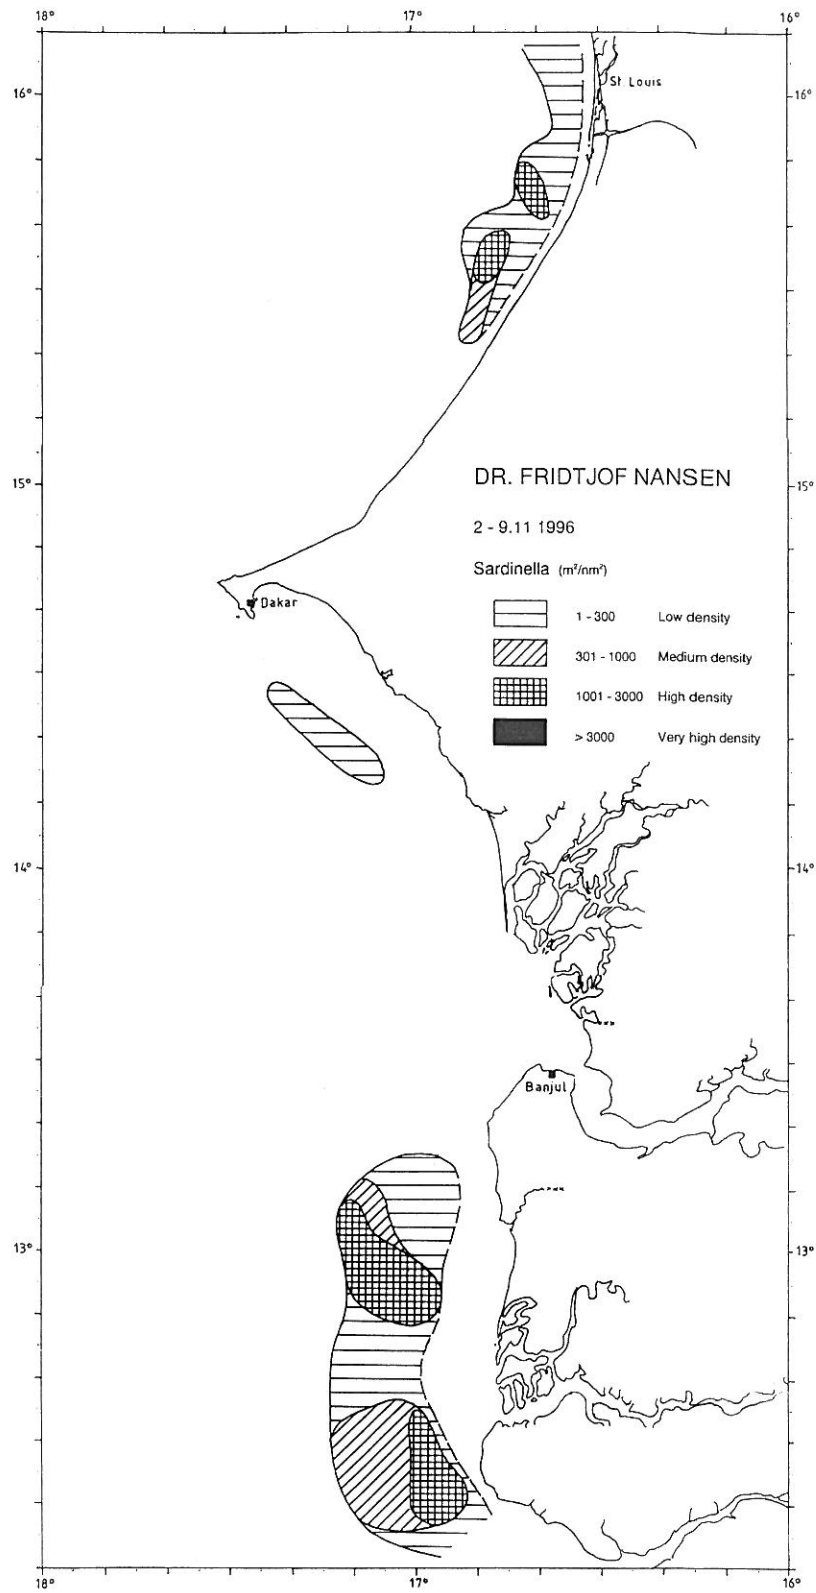 18° 17° 16°
16° 16°
St. Louis
DR. FRIDTJOF NANSEN
15° 15°
2 - 9.11 1996
Sardinella (m²/nm²)
Dakar
1 - 300 Low density
301 - 1000 Medium density
1001 - 3000 High density
> 3000 Very high density
14° 14°
Banjul
13° 13°
18° 17° 16°